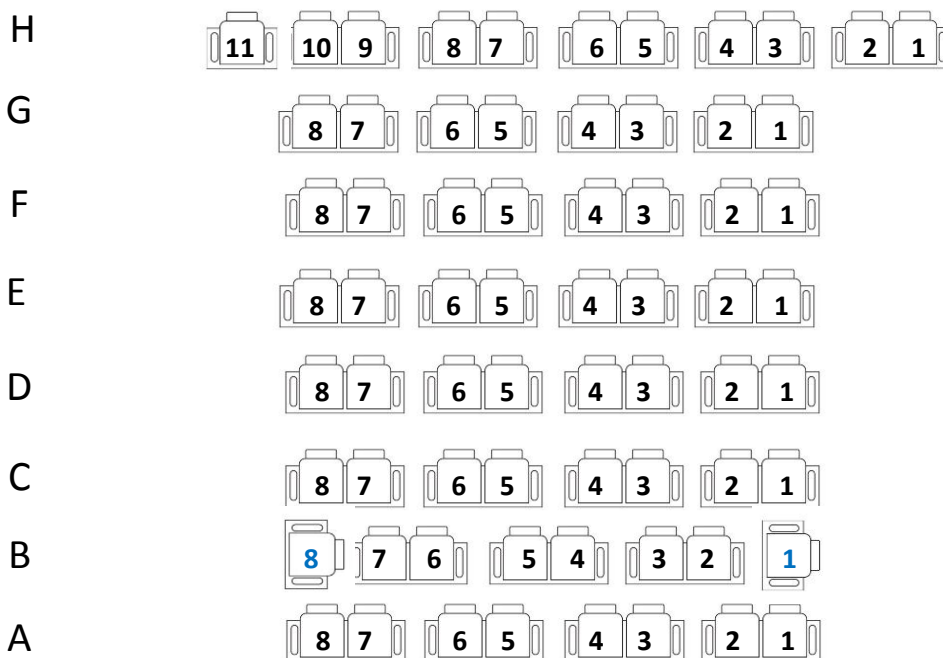 H 11 10 9 8 7 6 5 4 3 2 1
G 8 7 6 5 4 3 2 1
F 8 7 6 5 4 3 2 1
E 8 7 6 5 4 3 2 1
D 8 7 6 5 4 3 2 1
C 8 7 6 5 4 3 2 1
B 8 7 6 5 4 3 2 1
A 8 7 6 5 4 3 2 1